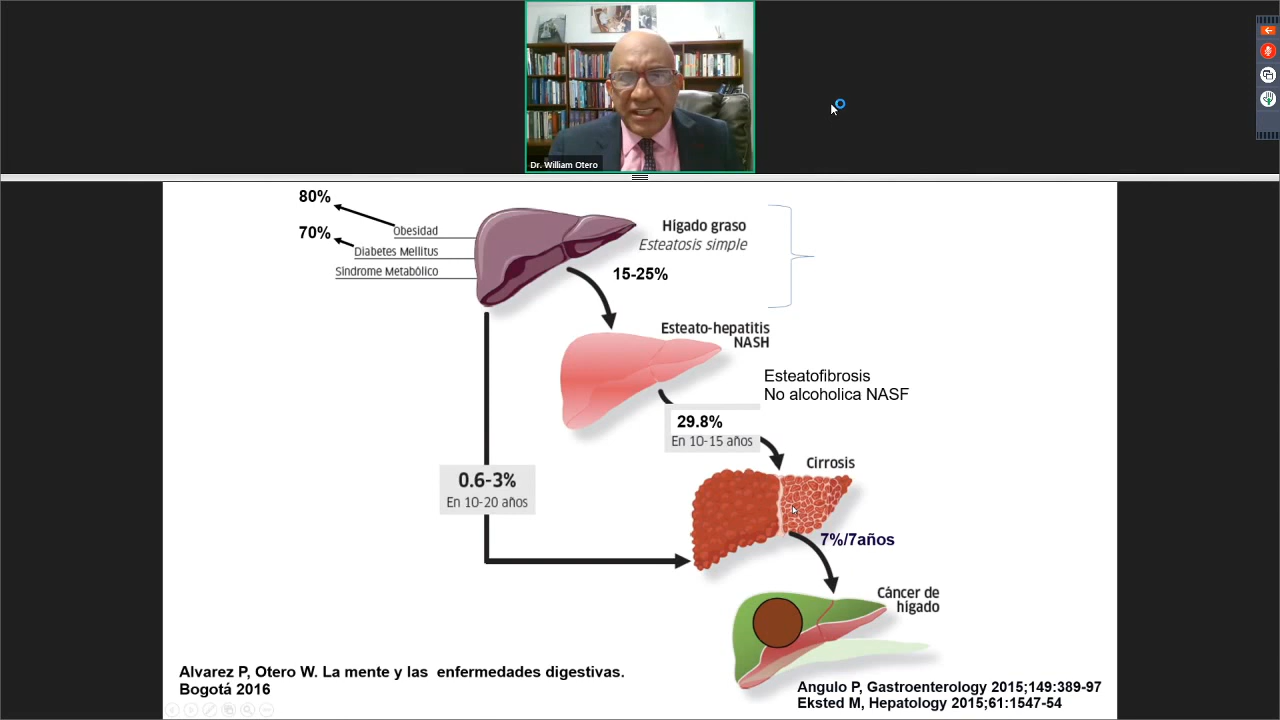 Dr. William Otero
80%
70%
Obesidad
Diabetes Mellitus
Síndrome Metabólico
Hígado graso
Esteatosis simple
15-25%
Esteato-hepatitis
NASH
Esteatofibrosis
No alcoholica NASF
29.8%
En 10-15 años
0.6-3%
En 10-20 años
Cirrosis
7%/7años
Cáncer de
hígado
Alvarez P, Otero W. La mente y las enfermedades digestivas.
Bogotá 2016
Angulo P, Gastroenterology 2015;149:389-97
Eksted M, Hepatology 2015;61:1547-54